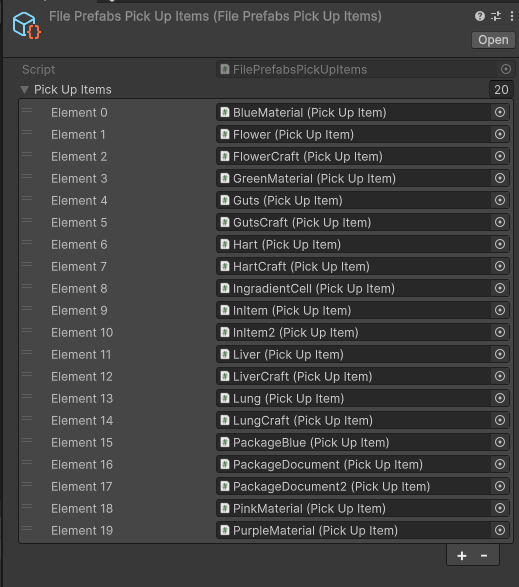 File Prefabs Pick Up Items (File Prefabs Pick Up Items)
Open
Script # FilePrefabsPickUpItems
Pick Up Items 20
Element 0 # BlueMaterial (Pick Up Item)
Element 1 # Flower (Pick Up Item)
Element 2 # FlowerCraft (Pick Up Item)
Element 3 # GreenMaterial (Pick Up Item)
Element 4 # Guts (Pick Up Item)
Element 5 # GutsCraft (Pick Up Item)
Element 6 # Hart (Pick Up Item)
Element 7 # HartCraft (Pick Up Item)
Element 8 # IngradientCell (Pick Up Item)
Element 9 # InItem (Pick Up Item)
Element 10 # InItem2 (Pick Up Item)
Element 11 # Liver (Pick Up Item)
Element 12 # LiverCraft (Pick Up Item)
Element 13 # Lung (Pick Up Item)
Element 14 # LungCraft (Pick Up Item)
Element 15 # PackageBlue (Pick Up Item)
Element 16 # PackageDocument (Pick Up Item)
Element 17 # PackageDocument2 (Pick Up Item)
Element 18 # PinkMaterial (Pick Up Item)
Element 19 # PurpleMaterial (Pick Up Item)
+ -